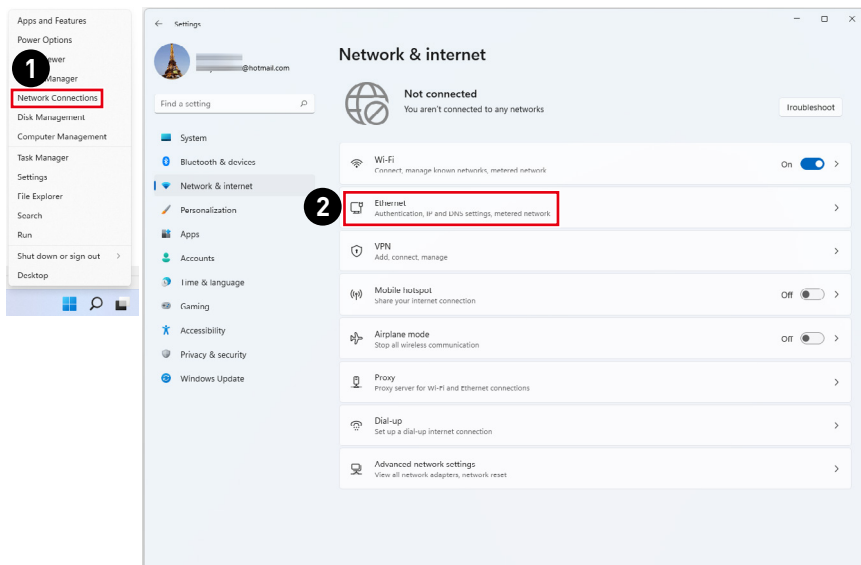 Apps and Features
Power Options
ewer
1
Manager
Network Connections
Disk Management
Computer Management
Task Manager
Settings
File Explorer
Search
Run
Shut down or sign out
Desktop
Settings
@hotmail.com
Find a setting
System
Bluetooth & devices
Network & internet
Personalization
Apps
Accounts
Time & language
Gaming
Accessibility
Privacy & security
Windows Update
Network & internet
Not connected
You aren't connected to any networks
Troubleshoot
Wi-Fi
Connect, manage known networks, metered network
On
2
Ethernet
Authentication, IP and DNS settings, metered network
VPN
Add, connect, manage
Mobile hotspot
Share your internet connection
Off
Airplane mode
Stop all wireless communication
Off
Proxy
Proxy server for Wi-Fi and Ethernet connections
Dial-up
Set up a dial-up internet connection
Advanced network settings
View all network adapters, network reset